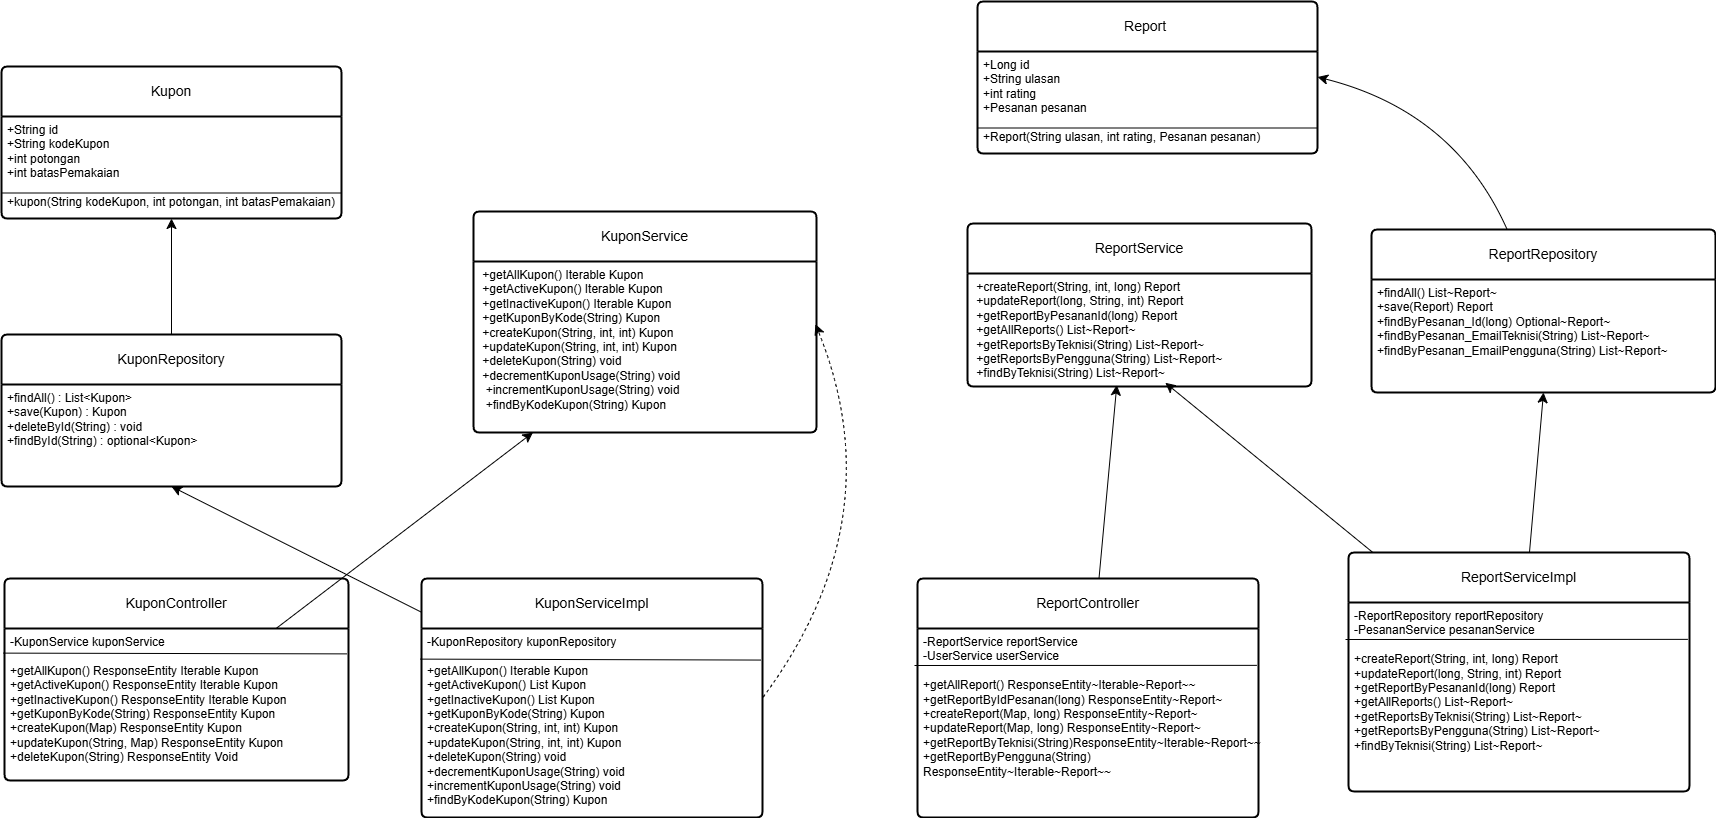 Kupon
+String id
+String kodeKupon
+int potongan
+int batasPemakaian
+kupon(String kodeKupon, int potongan, int batasPemakaian)
KuponRepository
+findAll() : List<Kupon>
+save(Kupon) : Kupon
+deleteById(String) : void
+findById(String) : optional<Kupon>
KuponService
+getAllKupon() Iterable Kupon
+getActiveKupon() Iterable Kupon
+getInactiveKupon() Iterable Kupon
+getKuponByKode(String) Kupon
+createKupon(String, int, int) Kupon
+updateKupon(String, int, int) Kupon
+deleteKupon(String) void
+decrementKuponUsage(String) void
+incrementKuponUsage(String) void
+findByKodeKupon(String) Kupon
KuponController
-KuponService kuponService
+getAllKupon() ResponseEntity Iterable Kupon
+getActiveKupon() ResponseEntity Iterable Kupon
+getInactiveKupon() ResponseEntity Iterable Kupon
+getKuponByKode(String) ResponseEntity Kupon
+createKupon(Map) ResponseEntity Kupon
+updateKupon(String, Map) ResponseEntity Kupon
+deleteKupon(String) ResponseEntity Void
KuponServiceImpl
-KuponRepository kuponRepository
+getAllKupon() Iterable Kupon
+getActiveKupon() List Kupon
+getInactiveKupon() List Kupon
+getKuponByKode(String) Kupon
+createKupon(String, int, int) Kupon
+updateKupon(String, int, int) Kupon
+deleteKupon(String) void
+decrementKuponUsage(String) void
+incrementKuponUsage(String) void
+findByKodeKupon(String) Kupon
Report
+Long id
+String ulasan
+int rating
+Pesanan pesanan
+Report(String ulasan, int rating, Pesanan pesanan)
ReportService
+createReport(String, int, long) Report
+updateReport(long, String, int) Report
+getReportByPesananId(long) Report
+getAllReports() List~Report~
+getReportsByTeknisi(String) List~Report~
+getReportsByPengguna(String) List~Report~
+findByTeknisi(String) List~Report~
ReportRepository
+findAll() List~Report~
+save(Report) Report
+findByPesanan_Id(long) Optional~Report~
+findByPesanan_EmailTeknisi(String) List~Report~
+findByPesanan_EmailPengguna(String) List~Report~
ReportController
-ReportService reportService
-UserService userService
+getAllReport() ResponseEntity~Iterable~Report~~
+getReportByIdPesanan(long) ResponseEntity~Report~
+createReport(Map, long) ResponseEntity~Report~
+updateReport(Map, long) ResponseEntity~Report~
+getReportByTeknisi(String)ResponseEntity~Iterable~Report~~
+getReportByPengguna(String)
ResponseEntity~Iterable~Report~~
ReportServiceImpl
-ReportRepository reportRepository
-PesananService pesananService
+createReport(String, int, long) Report
+updateReport(long, String, int) Report
+getReportByPesananId(long) Report
+getAllReports() List~Report~
+getReportsByTeknisi(String) List~Report~
+getReportsByPengguna(String) List~Report~
+findByTeknisi(String) List~Report~